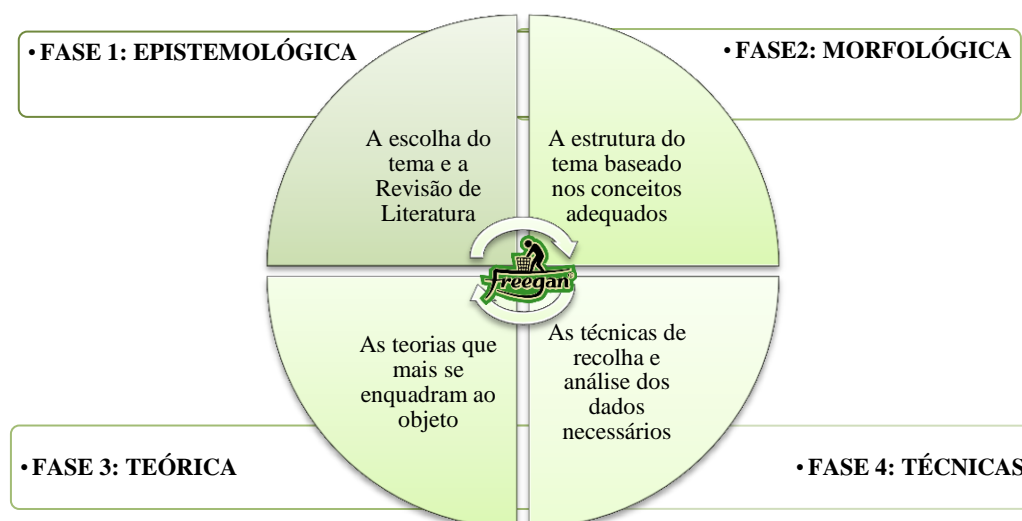 • FASE 1: EPISTEMOLÓGICA
• FASE2: MORFOLÓGICA
A escolha do
tema e a
Revisão de
Literatura
A estrutura do
tema baseado
nos conceitos
adequados
freegan
As teorias que
mais se
enquadram ao
objeto
As técnicas de
recolha e
análise dos
dados
necessários
• FASE 3: TEÓRICA
• FASE 4: TÉCNICAS